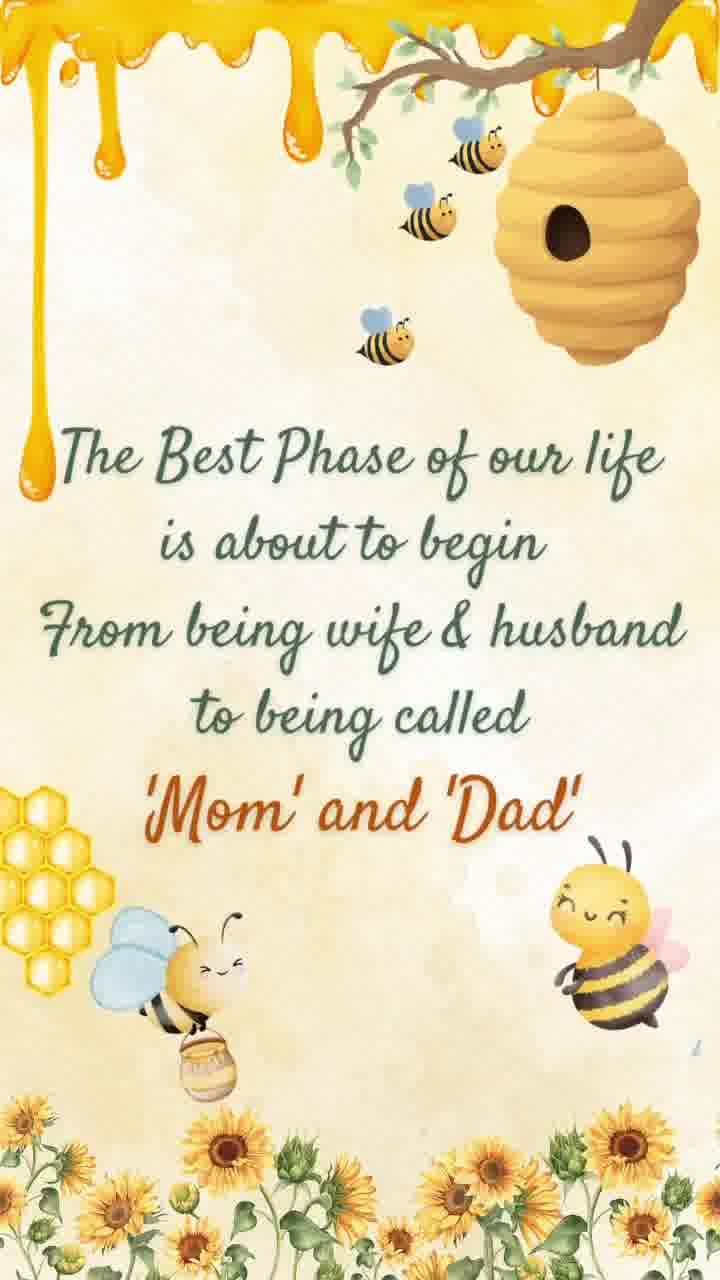 The Best Phase of our life
is about to begin
From being wife & husband
to being called
'Mom' and 'Dad'